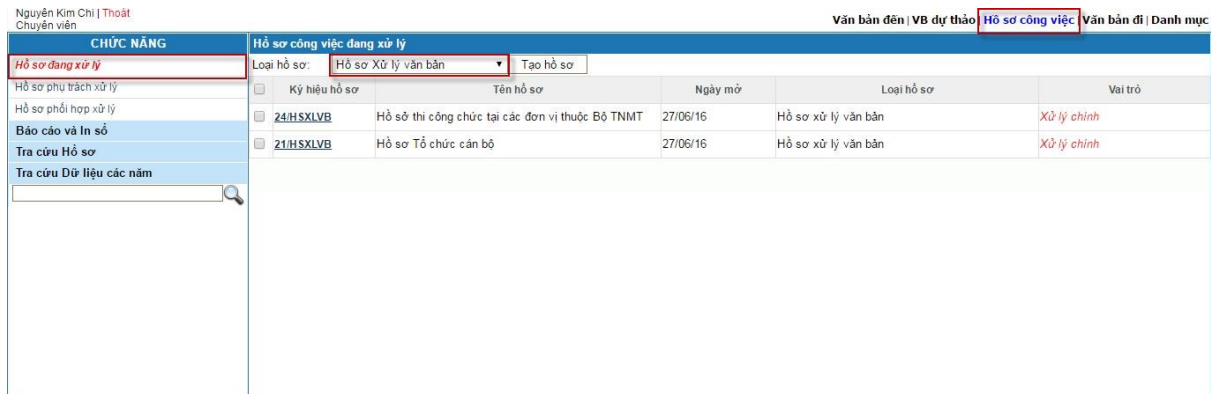 Nguyễn Kim Chi | Thoát
Chuyên viên
Văn bản đến | VB dự thảo | Hồ sơ công việc | Văn bản đi | Danh mục
CHỨC NĂNG
Hồ sơ đang xử lý
Hồ sơ phụ trách xử lý
Hồ sơ phối hợp xử lý
Báo cáo và In sổ
Tra cứu Hồ sơ
Tra cứu Dữ liệu các năm
Hồ sơ công việc đang xử lý
Loại hồ sơ: Hồ sơ Xử lý văn bản Tạo hồ sơ
Ký hiệu hồ sơ Tên hồ sơ Ngày mở Loại hồ sơ Vai trò
24/HSXLVB Hồ sở thi công chức tại các đơn vị thuộc Bộ TNMT 27/06/16 Hồ sơ xử lý văn bản Xử lý chính
21/HSXLVB Hồ sơ Tổ chức cán bộ 27/06/16 Hồ sơ xử lý văn bản Xử lý chính